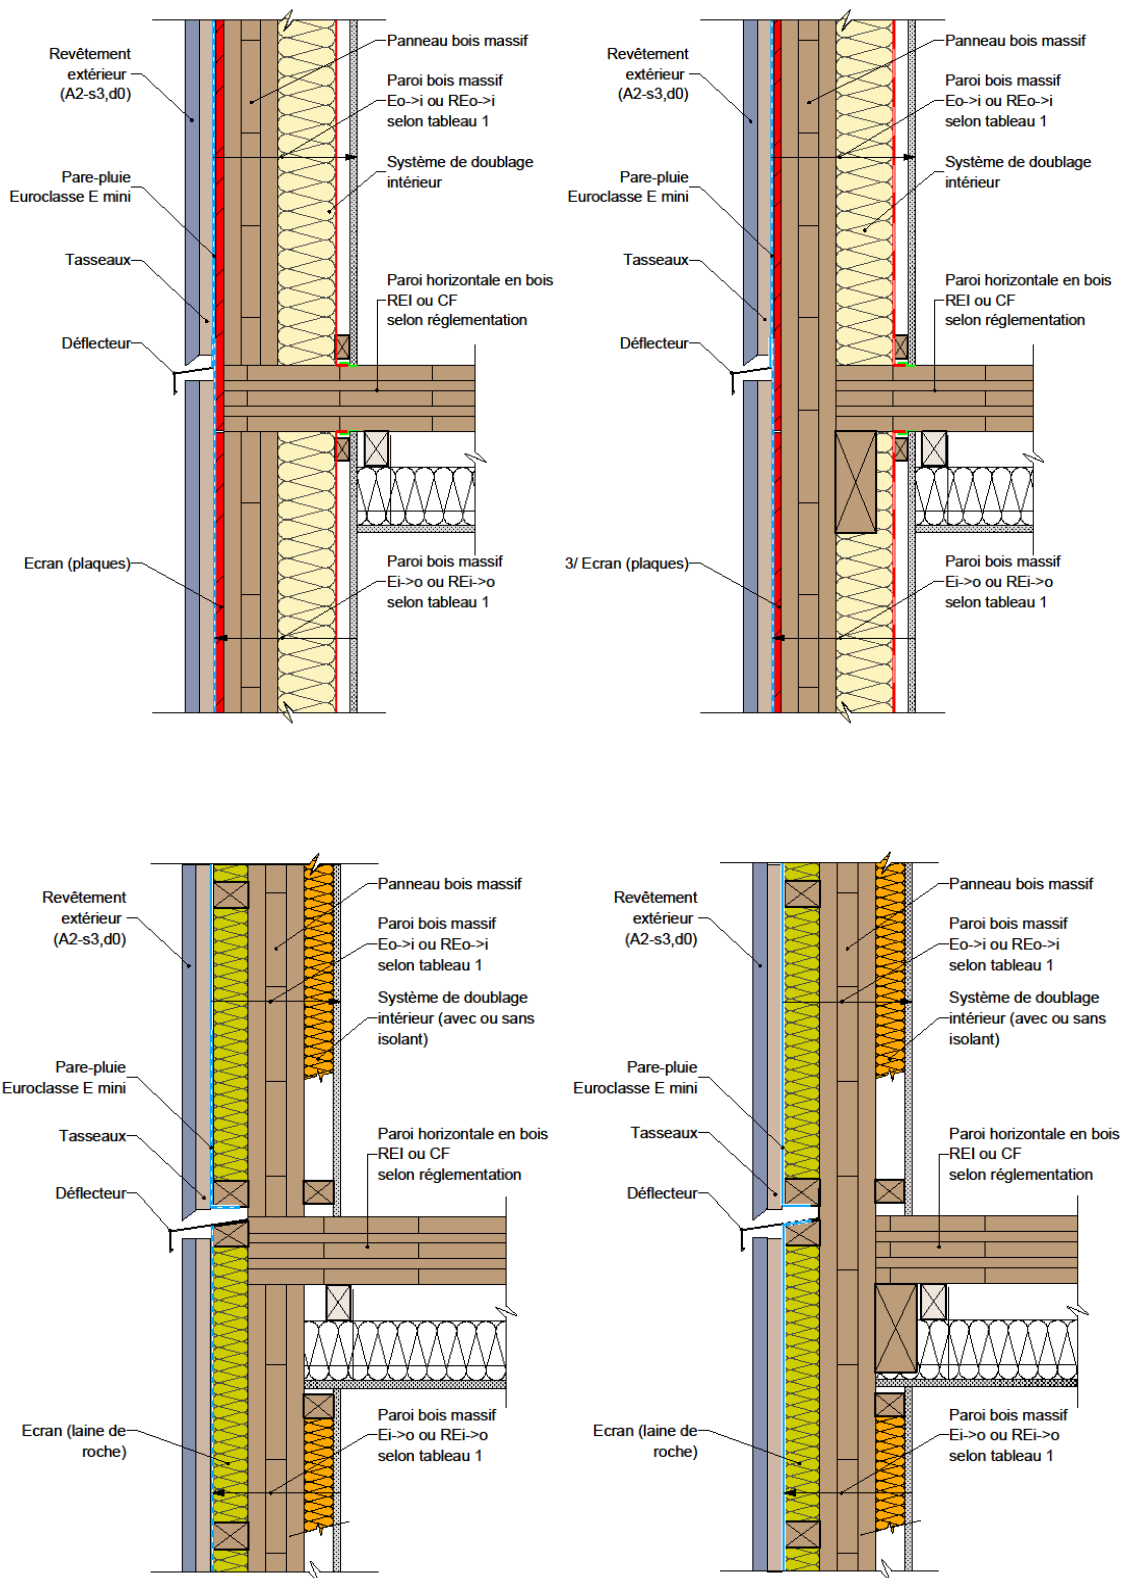 Revêtement
extérieur
(A2-s3,d0)
Pare-pluie
Euroclasse E mini
Tasseaux
Déflecteur
Ecran (plaques)
Panneau bois massif
Paroi bois massif
Eo->i ou REo->i
selon tableau 1
Système de doublage
intérieur
Paroi horizontale en bois
REI ou CF
selon réglementation
Paroi bois massif
Ei->o ou REi->o
selon tableau 1
Revêtement
extérieur
(A2-s3,d0)
Pare-pluie
Euroclasse E mini
Tasseaux
Déflecteur
3/ Ecran (plaques)
Panneau bois massif
Paroi bois massif
Eo->i ou REo->i
selon tableau 1
Système de doublage
intérieur
Paroi horizontale en bois
REI ou CF
selon réglementation
Paroi bois massif
Ei->o ou REi->o
selon tableau 1
Revêtement
extérieur
(A2-s3,d0)
Pare-pluie
Euroclasse E mini
Tasseaux
Déflecteur
Ecran (laine de
roche)
Panneau bois massif
Paroi bois massif
Eo->i ou REo->i
selon tableau 1
Système de doublage
intérieur (avec ou sans
isolant)
Paroi horizontale en bois
REI ou CF
selon réglementation
Paroi bois massif
Ei->o ou REi->o
selon tableau 1
Revêtement
extérieur
(A2-s3,d0)
Pare-pluie
Euroclasse E mini
Tasseaux
Déflecteur
Ecran (laine de
roche)
Panneau bois massif
Paroi bois massif
Eo->i ou REo->i
selon tableau 1
Système de doublage
intérieur (avec ou sans
isolant)
Paroi horizontale en bois
REI ou CF
selon réglementation
Paroi bois massif
Ei->o ou REi->o
selon tableau 1